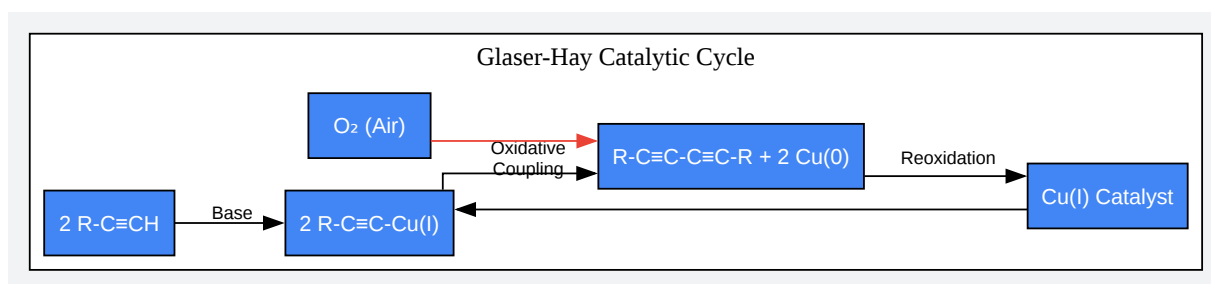 Glaser-Hay Catalytic Cycle
O₂ (Air)
Oxidative
Coupling
R-C≡C-C≡C-R + 2 Cu(0)
Reoxidation
Cu(I) Catalyst
2 R-C≡CH
Base
2 R-C≡C-Cu(I)